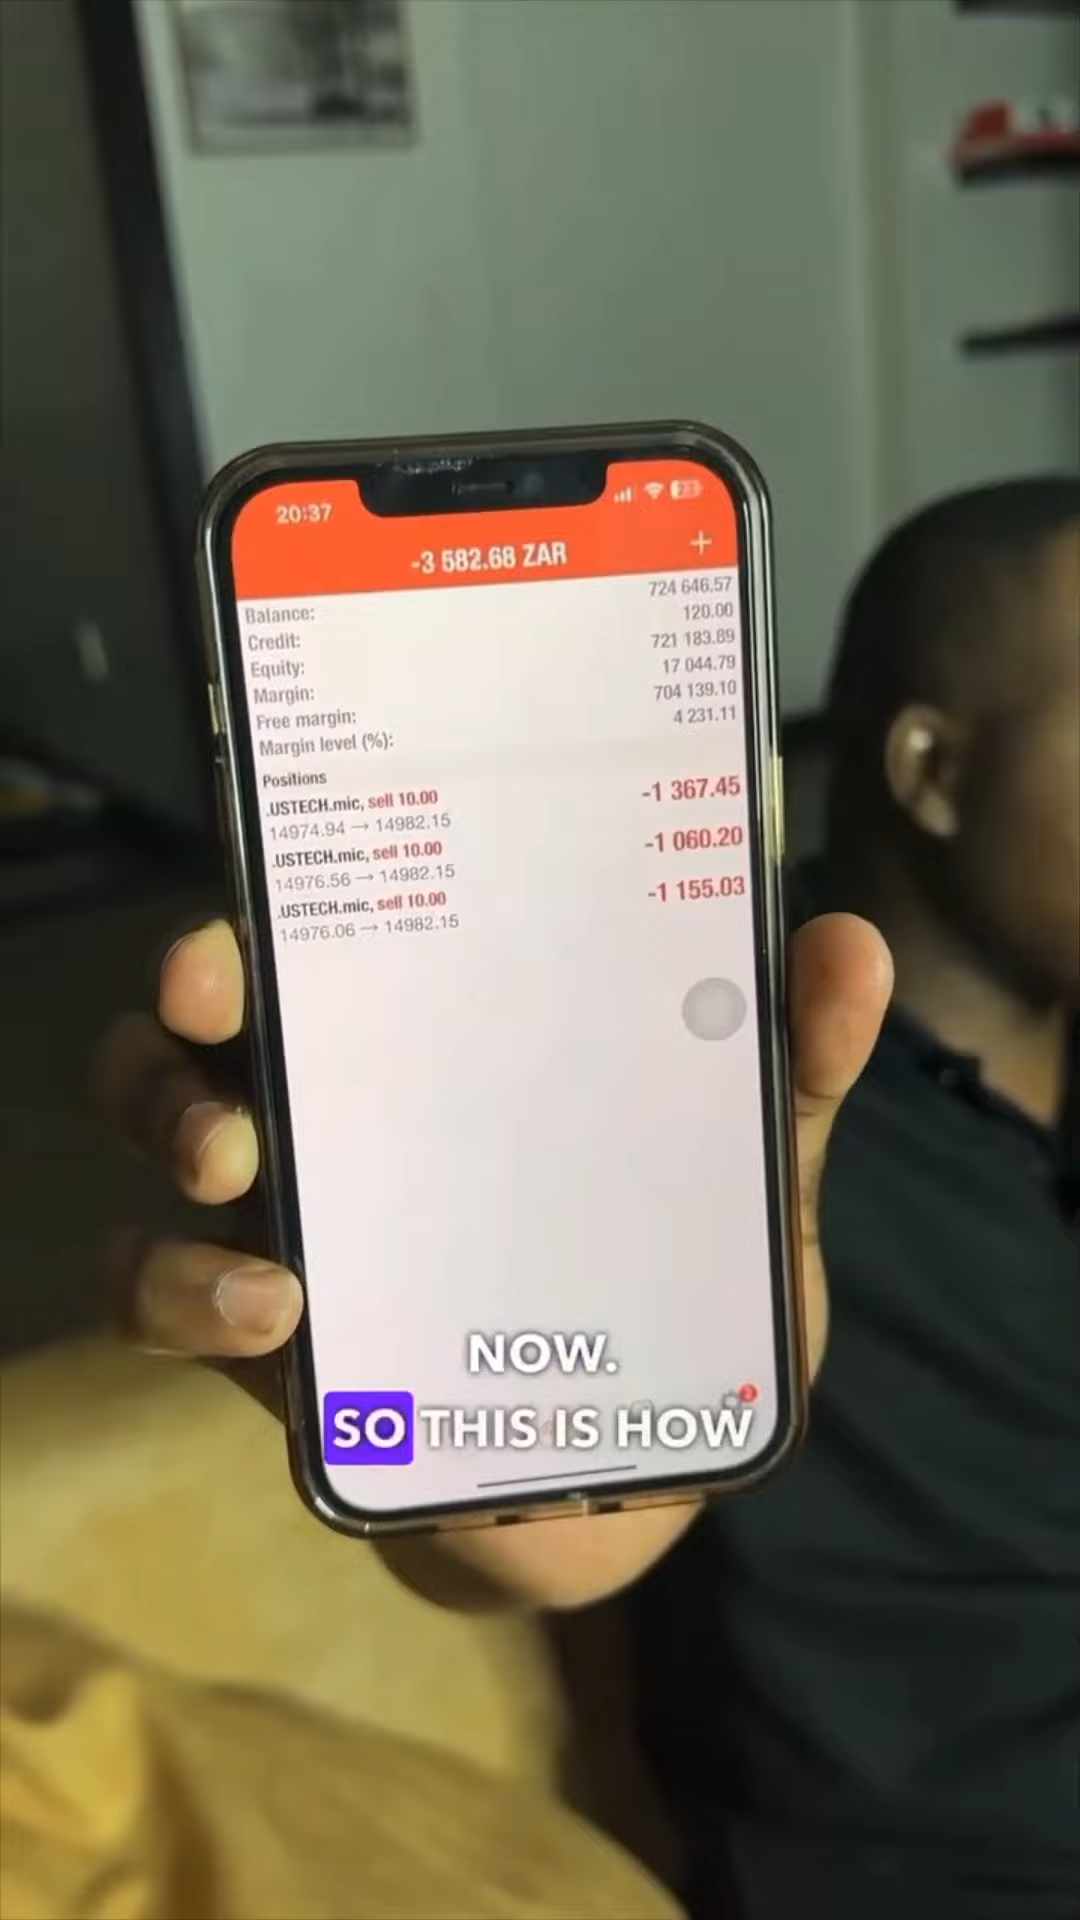 20:37
-3 582.68 ZAR
+
Balance: 724 646.57
Credit: 120.00
Equity: 721 183.89
Margin: 17 044.79
Free margin: 704 139.10
Margin level (%): 4 231.11
Positions
.USTECH.mic, sell 10.00 -1 367.45
14974.94 → 14982.15
.USTECH.mic, sell 10.00 -1 060.20
14976.56 → 14982.15
.USTECH.mic, sell 10.00 -1 155.03
14976.06 → 14982.15
NOW.
SO THIS IS HOW